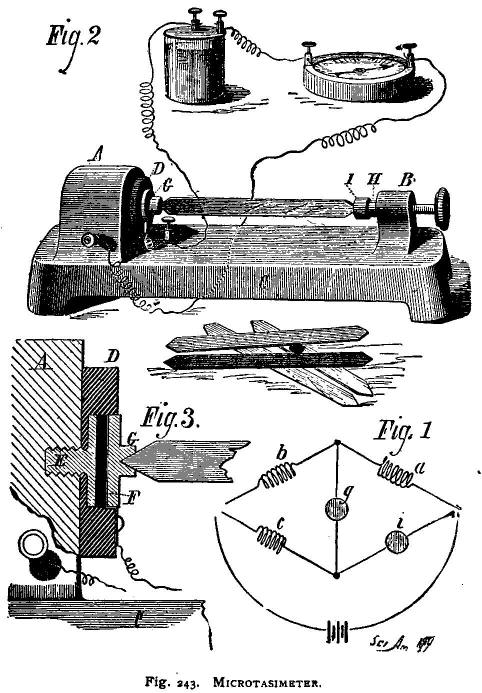 Fig. 2
A
D
G
I H B
C
A D
Fig. 3.
G
E
F
C
Fig. 1
b
a
g
c
i
Sci Am
Fig. 243. MICROTASIMETER.